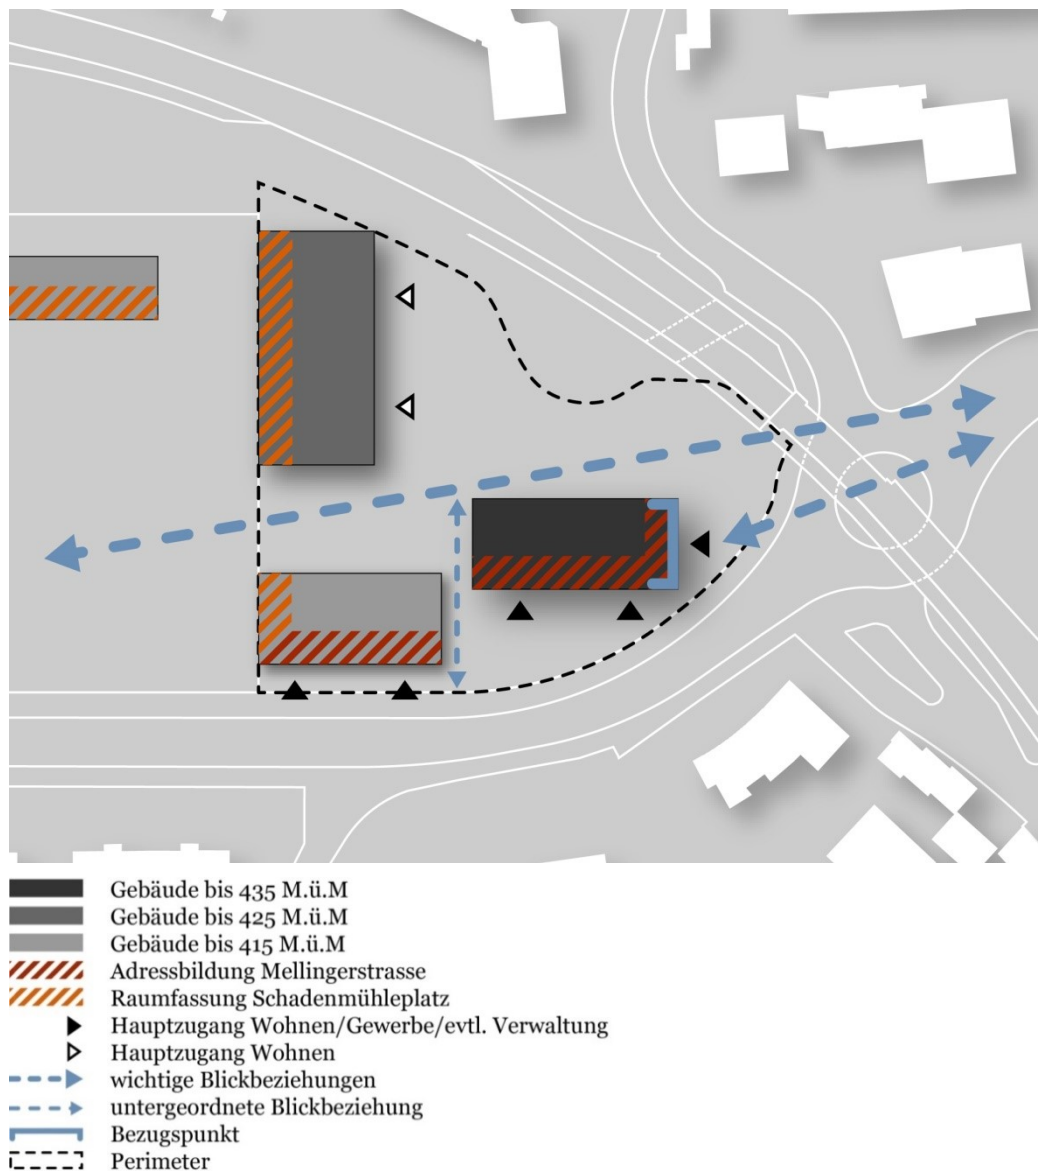 Gebäude bis 435 M.ü.M
Gebäude bis 425 M.ü.M
Gebäude bis 415 M.ü.M
Adressbildung Mellingerstrasse
Raumfassung Schadenmühleplatz
Hauptzugang Wohnen/Gewerbe/evtl. Verwaltung
Hauptzugang Wohnen
wichtige Blickbeziehungen
untergeordnete Blickbeziehung
Bezugspunkt
Perimeter